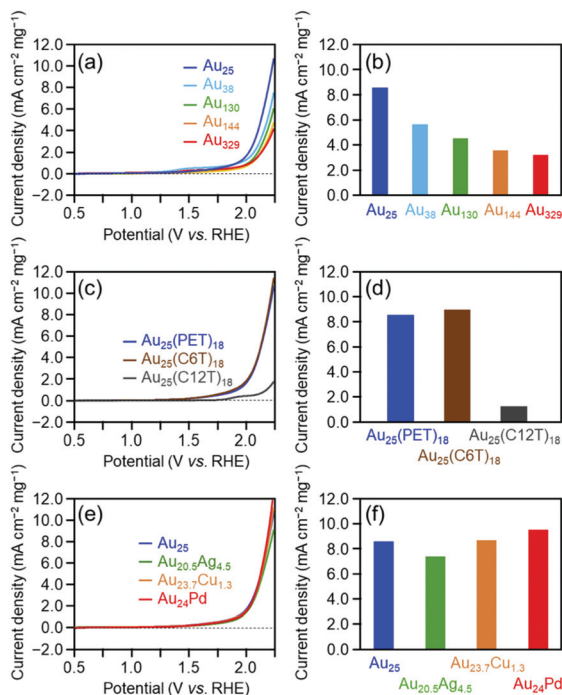 (a)
Current density (mA cm⁻² mg⁻¹)
12.0
10.0
8.0
6.0
4.0
2.0
0.0
−2.0
Au₂₅
Au₃₈
Au₁₃₀
Au₁₄₄
Au₃₂₉
0.5 1.0 1.5 2.0
Potential (V vs. RHE)
(b)
Current density (mA cm⁻² mg⁻¹)
12.0
10.0
8.0
6.0
4.0
2.0
0.0
Au₂₅ Au₃₈ Au₁₃₀ Au₁₄₄ Au₃₂₉
(c)
Current density (mA cm⁻² mg⁻¹)
12.0
10.0
8.0
6.0
4.0
2.0
0.0
−2.0
Au₂₅(PET)₁₈
Au₂₅(C6T)₁₈
Au₂₅(C12T)₁₈
0.5 1.0 1.5 2.0
Potential (V vs. RHE)
(d)
Current density (mA cm⁻² mg⁻¹)
12.0
10.0
8.0
6.0
4.0
2.0
0.0
Au₂₅(PET)₁₈ Au₂₅(C12T)₁₈
Au₂₅(C6T)₁₈
(e)
Current density (mA cm⁻² mg⁻¹)
12.0
10.0
8.0
6.0
4.0
2.0
0.0
−2.0
Au₂₅
Au₂₀.₅Ag₄.₅
Au₂₃.₇Cu₁.₃
Au₂₄Pd
0.5 1.0 1.5 2.0
Potential (V vs. RHE)
(f)
Current density (mA cm⁻² mg⁻¹)
12.0
10.0
8.0
6.0
4.0
2.0
0.0
Au₂₅ Au₂₃.₇Cu₁.₃
Au₂₀.₅Ag₄.₅ Au₂₄Pd